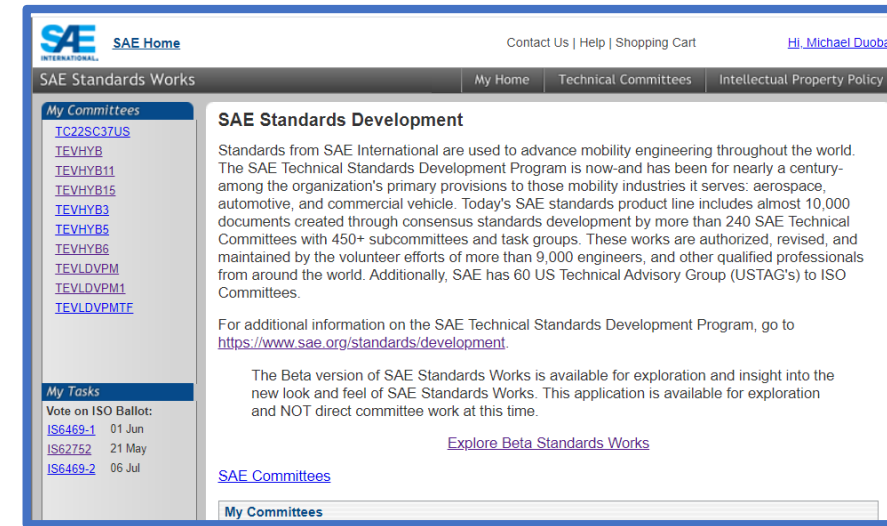 SAE
INTERNATIONAL.
SAE Home
Contact Us | Help | Shopping Cart
Hi, Michael Duoba
SAE Standards Works
My Home
Technical Committees
Intellectual Property Policy
My Committees
TC22SC37US
TEVHYB
TEVHYB11
TEVHYB15
TEVHYB3
TEVHYB5
TEVHYB6
TEVLDVPM
TEVLDVPM1
TEVLDVPMTF
My Tasks
Vote on ISO Ballot:
IS6469-1 01 Jun
IS62752 21 May
IS6469-2 06 Jul
SAE Standards Development
Standards from SAE International are used to advance mobility engineering throughout the world.
The SAE Technical Standards Development Program is now-and has been for nearly a century-
among the organization's primary provisions to those mobility industries it serves: aerospace,
automotive, and commercial vehicle. Today's SAE standards product line includes almost 10,000
documents created through consensus standards development by more than 240 SAE Technical
Committees with 450+ subcommittees and task groups. These works are authorized, revised, and
maintained by the volunteer efforts of more than 9,000 engineers, and other qualified professionals
from around the world. Additionally, SAE has 60 US Technical Advisory Group (USTAG's) to ISO
Committees.
For additional information on the SAE Technical Standards Development Program, go to
https://www.sae.org/standards/development.
The Beta version of SAE Standards Works is available for exploration and insight into the
new look and feel of SAE Standards Works. This application is available for exploration
and NOT direct committee work at this time.
Explore Beta Standards Works
SAE Committees
My Committees